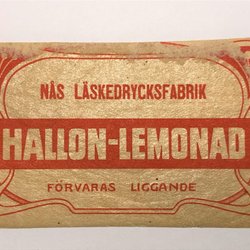 NÅS LÄSKEDRYCKSFABRIK
HALLON-LEMONAD
FÖRVARAS LIGGANDE